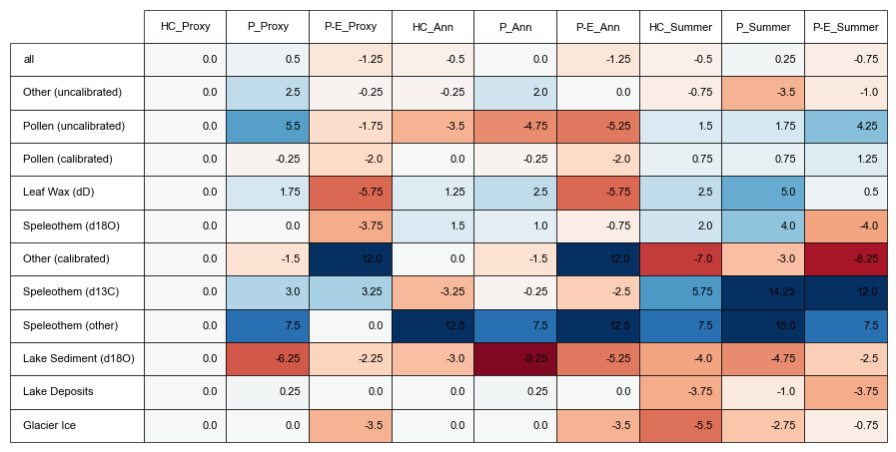 HC_Proxy P_Proxy P-E_Proxy HC_Ann P_Ann P-E_Ann HC_Summer P_Summer P-E_Summer
all 0.0 0.5 -1.25 -0.5 0.0 -1.25 -0.5 0.25 -0.75
Other (uncalibrated) 0.0 2.5 -0.25 -0.25 2.0 0.0 -0.75 -3.5 -1.0
Pollen (uncalibrated) 0.0 5.5 -1.75 -3.5 -4.75 -5.25 1.5 1.75 4.25
Pollen (calibrated) 0.0 -0.25 -2.0 0.0 -0.25 -2.0 0.75 0.75 1.25
Leaf Wax (dD) 0.0 1.75 -5.75 1.25 2.5 -5.75 2.5 5.0 0.5
Speleothem (d18O) 0.0 0.0 -3.75 1.5 1.0 -0.75 2.0 4.0 -4.0
Other (calibrated) 0.0 -1.5 12.0 0.0 -1.5 12.0 -7.0 -3.0 -8.25
Speleothem (d13C) 0.0 3.0 3.25 -3.25 -0.25 -2.5 5.75 14.25 12.0
Speleothem (other) 0.0 7.5 0.0 12.5 7.5 12.5 7.5 15.0 7.5
Lake Sediment (d18O) 0.0 -6.25 -2.25 -3.0 -9.25 -5.25 -4.0 -4.75 -2.5
Lake Deposits 0.0 0.25 0.0 0.0 0.25 0.0 -3.75 -1.0 -3.75
Glacier Ice 0.0 0.0 -3.5 0.0 0.0 -3.5 -5.5 -2.75 -0.75